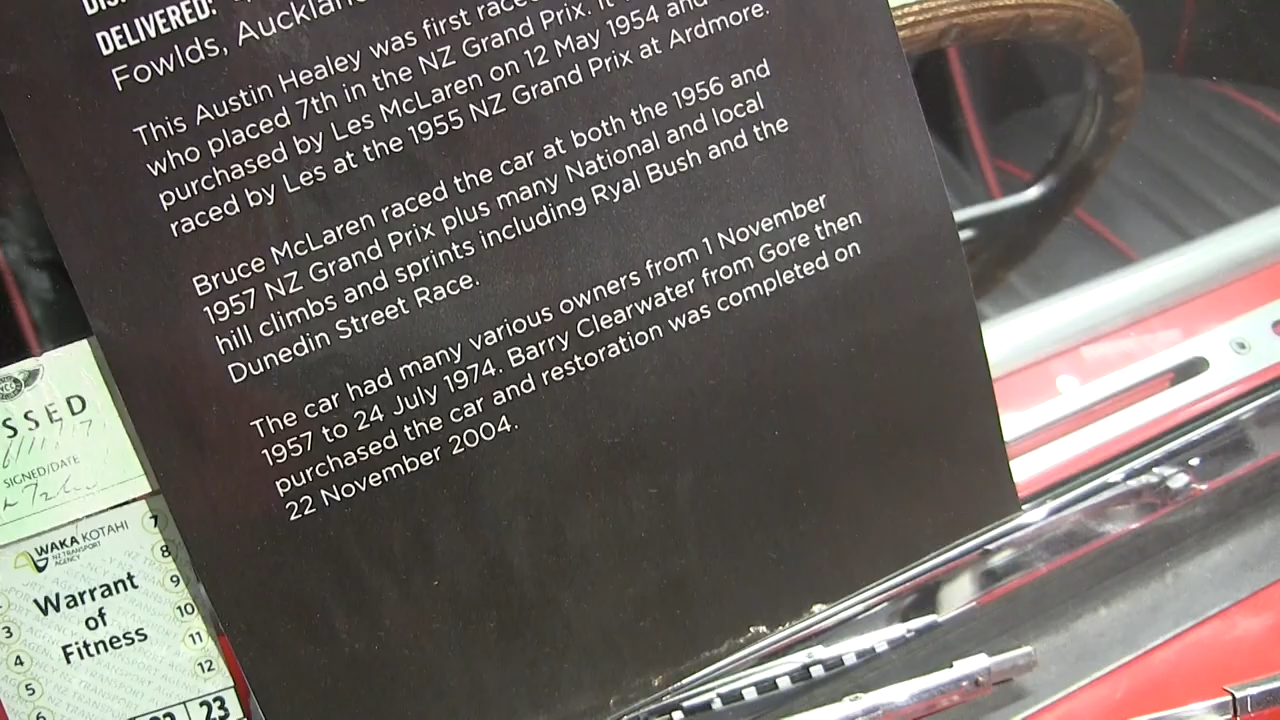 DELIVERED:
Fowlds, Auckland
This Austin Healey was first raced
who placed 7th in the NZ Grand Prix. It
purchased by Les McLaren on 12 May 1954 and
raced by Les at the 1955 NZ Grand Prix at Ardmore.
Bruce McLaren raced the car at both the 1956 and
1957 NZ Grand Prix plus many National and local
hill climbs and sprints including Ryal Bush and the
Dunedin Street Race.
The car had many various owners from 1 November
1957 to 24 July 1974. Barry Clearwater from Gore then
purchased the car and restoration was completed on
22 November 2004.
SSED
SIGNED/DATE
WAKA KOTAHI
NZ TRANSPORT
AGENCY
Warrant
of
Fitness
7
8
9
10
11
12
3
4
5
6
23